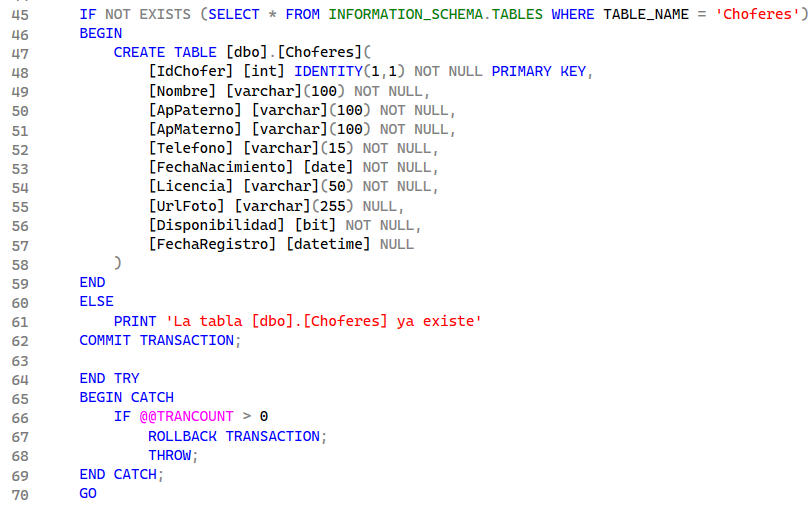 45 IF NOT EXISTS (SELECT * FROM INFORMATION_SCHEMA.TABLES WHERE TABLE_NAME = 'Choferes')
46 BEGIN
47 CREATE TABLE [dbo].[Choferes](
48 [IdChofer] [int] IDENTITY(1,1) NOT NULL PRIMARY KEY,
49 [Nombre] [varchar](100) NOT NULL,
50 [ApPaterno] [varchar](100) NOT NULL,
51 [ApMaterno] [varchar](100) NOT NULL,
52 [Telefono] [varchar](15) NOT NULL,
53 [FechaNacimiento] [date] NOT NULL,
54 [Licencia] [varchar](50) NOT NULL,
55 [UrlFoto] [varchar](255) NULL,
56 [Disponibilidad] [bit] NOT NULL,
57 [FechaRegistro] [datetime] NULL
58 )
59 END
60 ELSE
61 PRINT 'La tabla [dbo].[Choferes] ya existe'
62 COMMIT TRANSACTION;
63
64 END TRY
65 BEGIN CATCH
66 IF @@TRANCOUNT > 0
67 ROLLBACK TRANSACTION;
68 THROW;
69 END CATCH;
70 GO